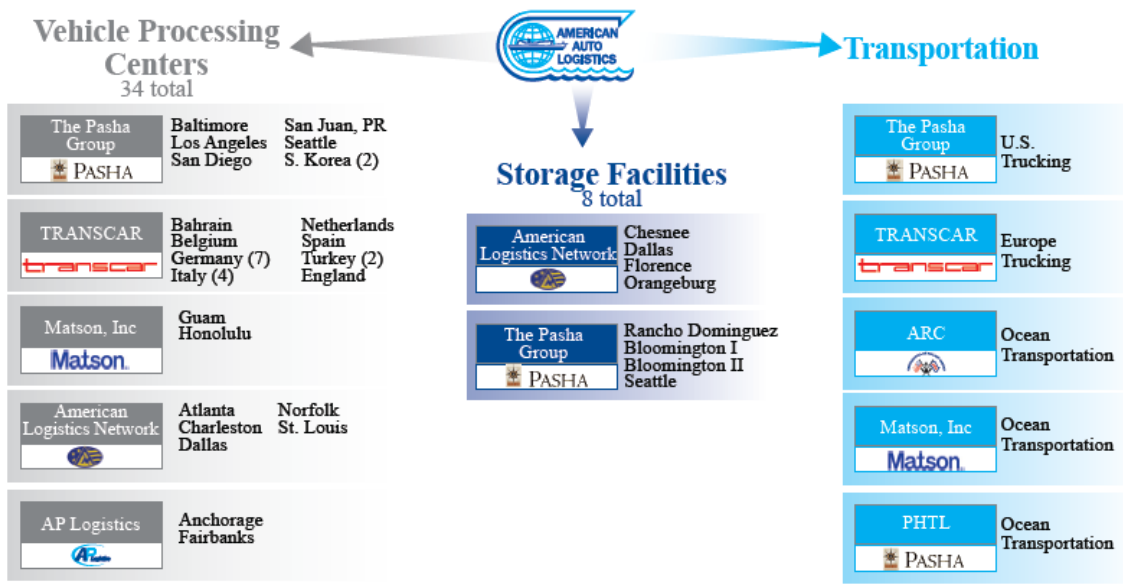 AMERICAN
AUTO
LOGISTICS
Vehicle Processing
Centers
34 total
The Pasha
Group
PASHA
Baltimore
Los Angeles
San Diego
San Juan, PR
Seattle
S. Korea (2)
TRANSCAR
transcar
Bahrain
Belgium
Germany (7)
Italy (4)
Netherlands
Spain
Turkey (2)
England
Matson, Inc
Matson.
Guam
Honolulu
American
Logistics Network
Atlanta
Charleston
Dallas
Norfolk
St. Louis
AP Logistics
AP
Anchorage
Fairbanks
Storage Facilities
8 total
American
Logistics Network
Chesnee
Dallas
Florence
Orangeburg
The Pasha
Group
PASHA
Rancho Dominguez
Bloomington I
Bloomington II
Seattle
Transportation
The Pasha
Group
PASHA
U.S.
Trucking
TRANSCAR
transcar
Europe
Trucking
ARC
Ocean
Transportation
Matson, Inc
Matson.
Ocean
Transportation
PHTL
PASHA
Ocean
Transportation